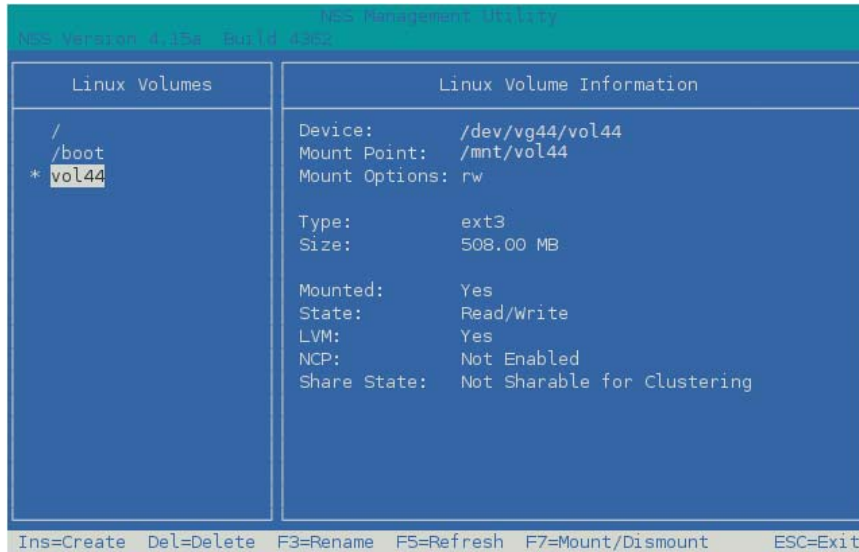 NSS Management Utility
NSS Version 4.15a Build 4362
Linux Volumes
/
/boot
* vol44
Linux Volume Information
Device: /dev/vg44/vol44
Mount Point: /mnt/vol44
Mount Options: rw
Type: ext3
Size: 508.00 MB
Mounted: Yes
State: Read/Write
LVM: Yes
NCP: Not Enabled
Share State: Not Sharable for Clustering
Ins=Create Del=Delete F3=Rename F5=Refresh F7=Mount/Dismount ESC=Exit